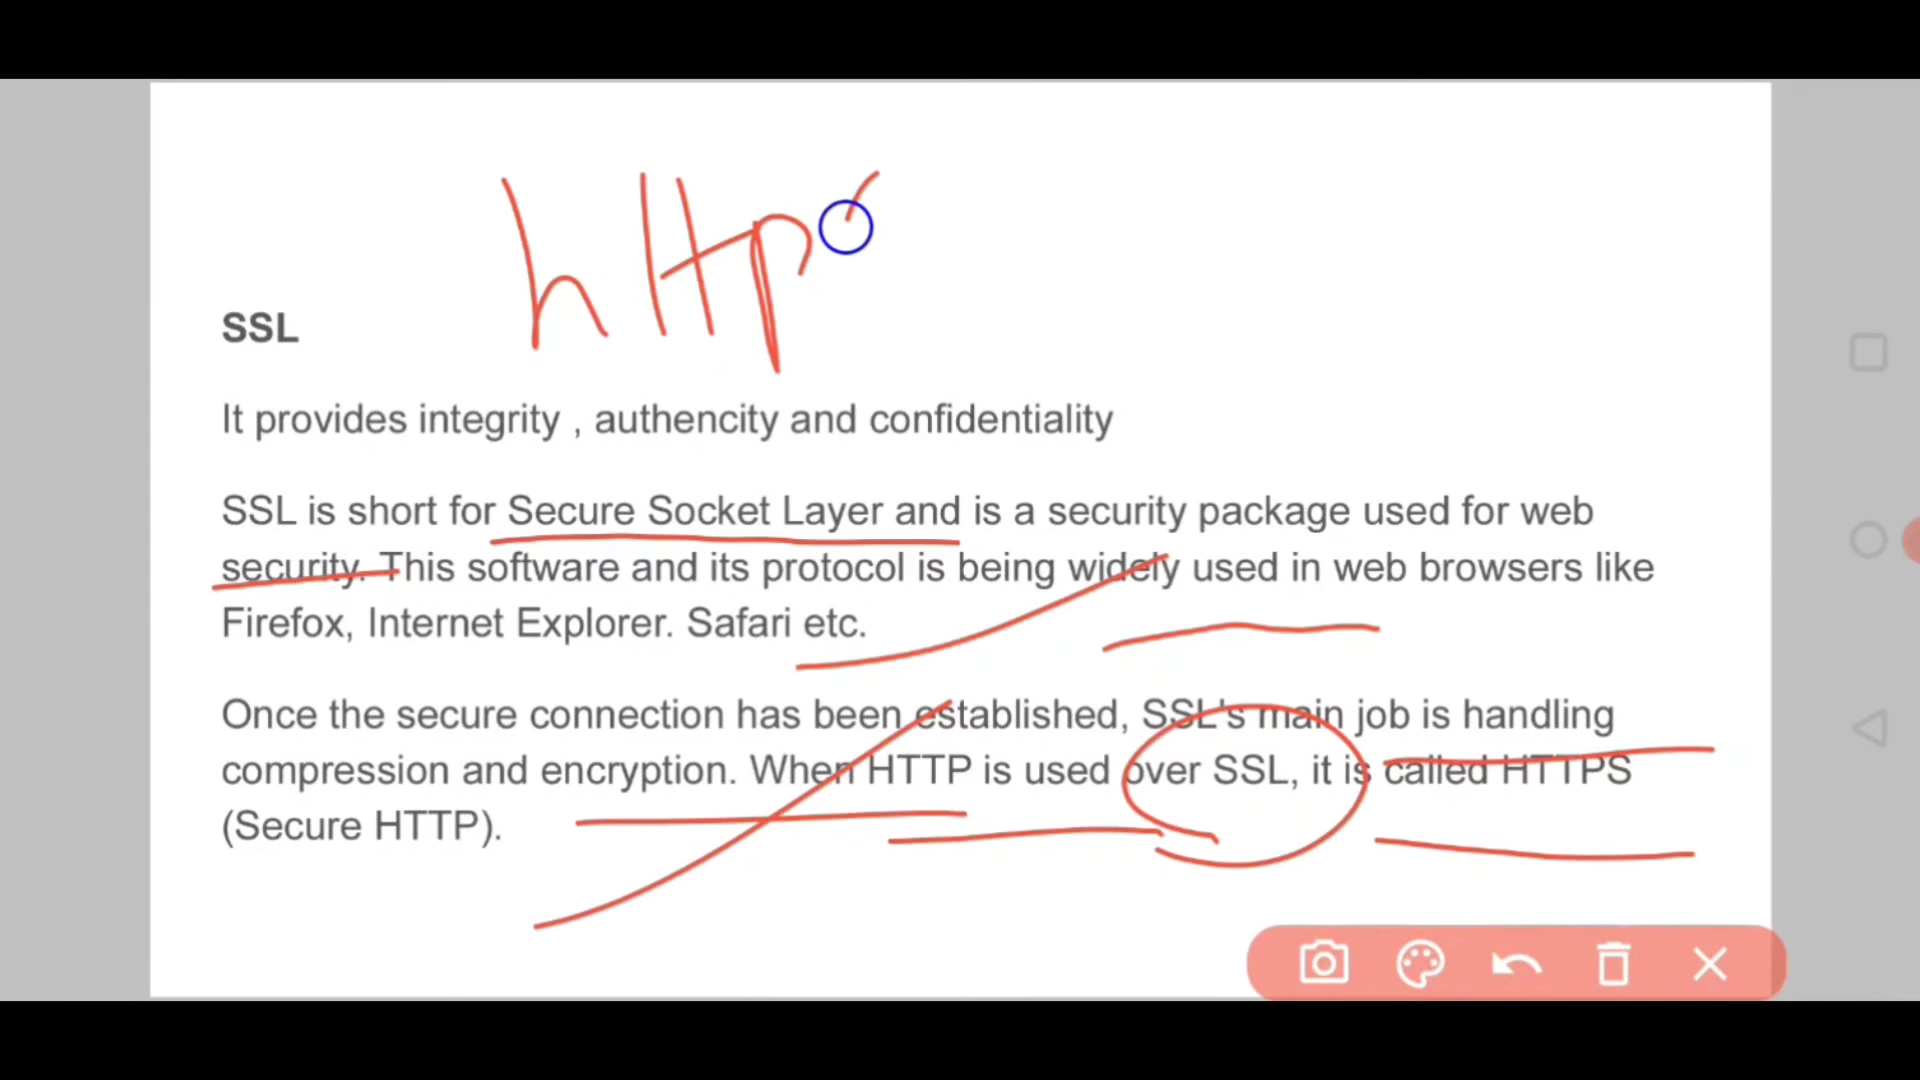 http
SSL
It provides integrity , authencity and confidentiality
SSL is short for Secure Socket Layer and is a security package used for web
security. This software and its protocol is being widely used in web browsers like
Firefox, Internet Explorer. Safari etc.
Once the secure connection has been established, SSL's main job is handling
compression and encryption. When HTTP is used over SSL, it is called HTTPS
(Secure HTTP).